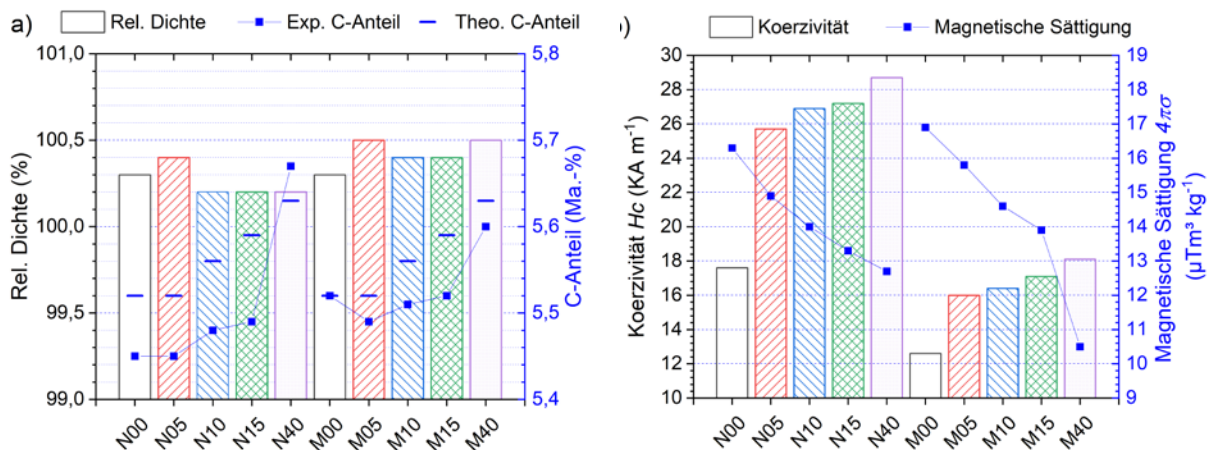 a)
Rel. Dichte
Exp. C-Anteil
Theo. C-Anteil
101,0
100,5
100,0
99,5
99,0
Rel. Dichte (%)
5,8
5,7
5,6
5,5
5,4
C-Anteil (Ma.-%)
N00 N05 N10 N15 N40 M00 M05 M10 M15 M40
)
Koerzivität
Magnetische Sättigung
30
28
26
24
22
20
18
16
14
12
10
Koerzivität Hc (KA m⁻¹)
19
18
17
16
15
14
13
12
11
10
9
Magnetische Sättigung 4πσ
(µTm³ kg⁻¹)
N00 N05 N10 N15 N40 M00 M05 M10 M15 M40